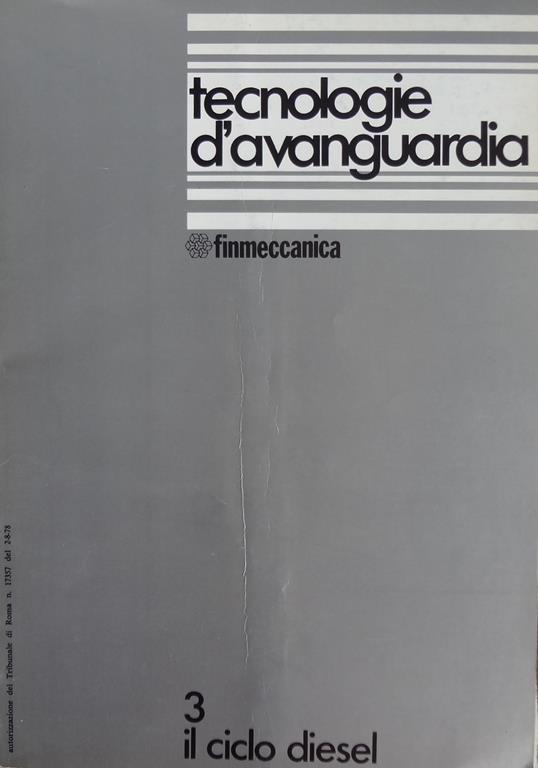 tecnologie
d'avanguardia
finmeccanica
autorizzazione del Tribunale di Roma n. 17357 del 2-8-78
3
il ciclo diesel